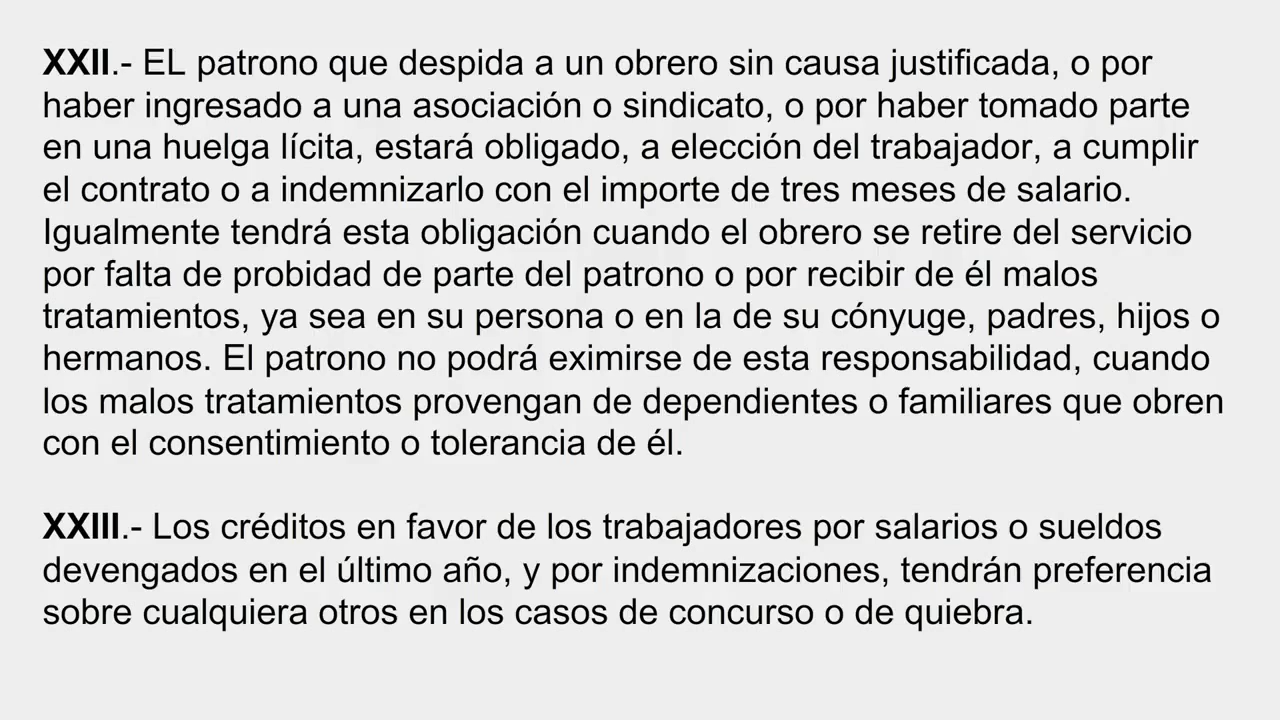 XXII.- EL patrono que despida a un obrero sin causa justificada, o por
haber ingresado a una asociación o sindicato, o por haber tomado parte
en una huelga lícita, estará obligado, a elección del trabajador, a cumplir
el contrato o a indemnizarlo con el importe de tres meses de salario.
Igualmente tendrá esta obligación cuando el obrero se retire del servicio
por falta de probidad de parte del patrono o por recibir de él malos
tratamientos, ya sea en su persona o en la de su cónyuge, padres, hijos o
hermanos. El patrono no podrá eximirse de esta responsabilidad, cuando
los malos tratamientos provengan de dependientes o familiares que obren
con el consentimiento o tolerancia de él.
XXIII.- Los créditos en favor de los trabajadores por salarios o sueldos
devengados en el último año, y por indemnizaciones, tendrán preferencia
sobre cualquiera otros en los casos de concurso o de quiebra.